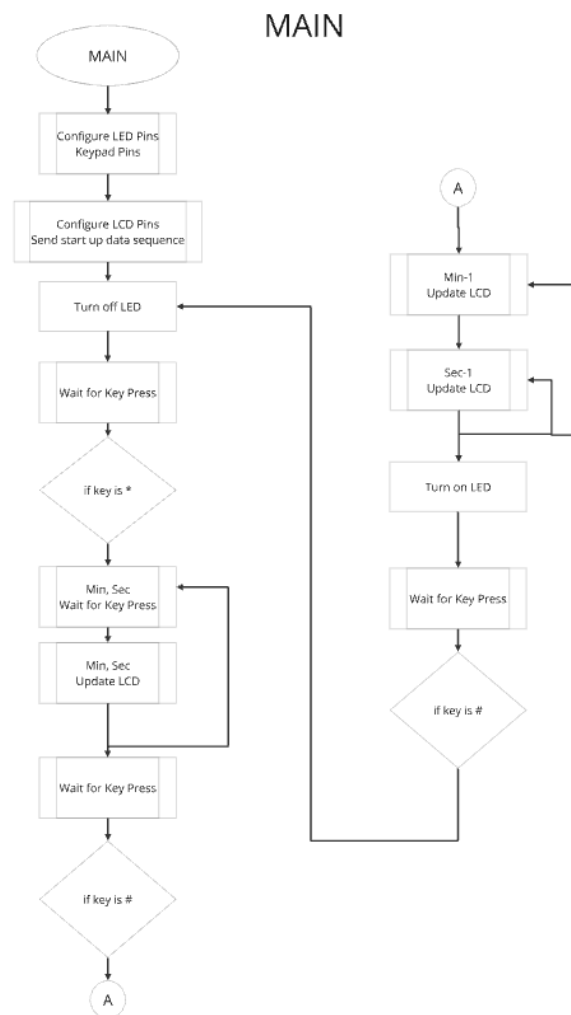 MAIN
MAIN
Configure LED Pins
Keypad Pins
Configure LCD Pins
Send start up data sequence
Turn off LED
Wait for Key Press
if key is *
Min, Sec
Wait for Key Press
Min, Sec
Update LCD
Wait for Key Press
if key is #
A
A
Min-1
Update LCD
Sec-1
Update LCD
Turn on LED
Wait for Key Press
if key is #